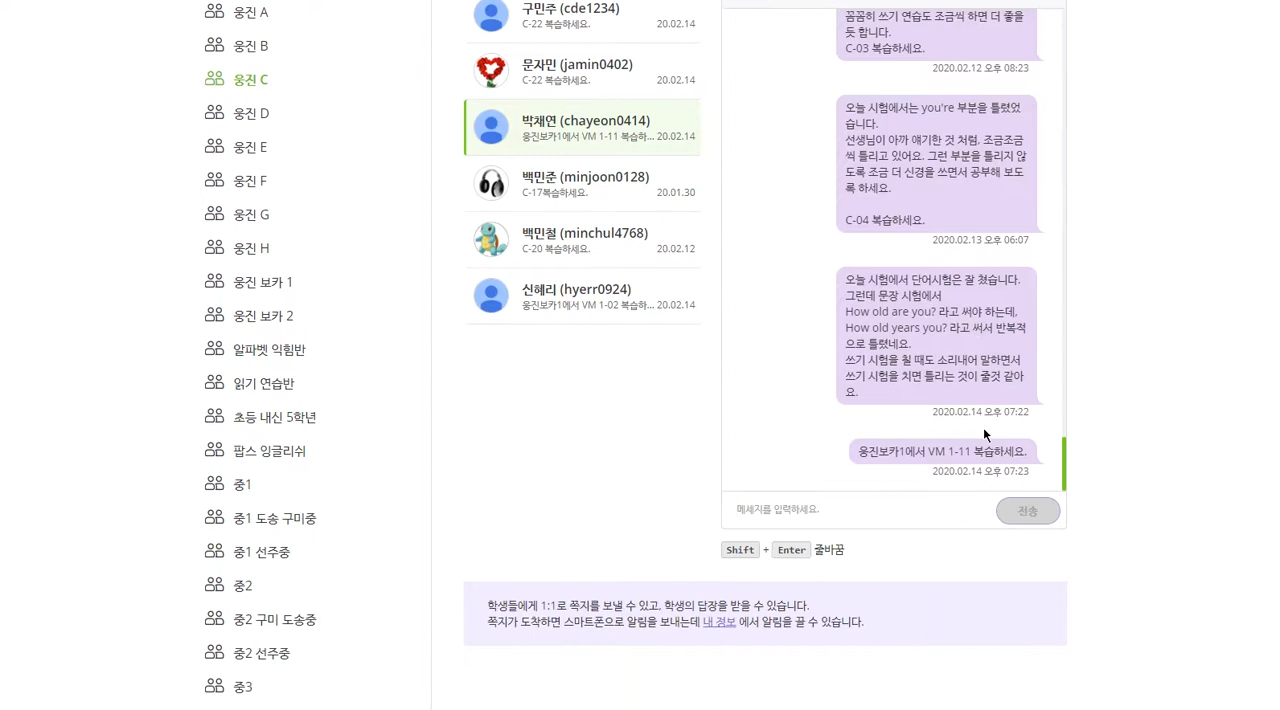 웅진 A
웅진 B
웅진 C
웅진 D
웅진 E
웅진 F
웅진 G
웅진 H
웅진 보카 1
웅진 보카 2
알파벳 익힘반
읽기 연습반
초등 내신 5학년
팝스 잉글리쉬
중1
중1 도송 구미중
중1 선주중
중2
중2 구미 도송중
중2 선주중
중3
구민주 (cde1234)
C-22 복습하세요. 20.02.14
문자민 (jamin0402)
C-22 복습하세요. 20.02.14
박채연 (chayeon0414)
웅진보카1에서 VM 1-11 복습하... 20.02.14
백민준 (minjoon0128)
C-17복습하세요. 20.01.30
백민철 (minchul4768)
C-20 복습하세요. 20.02.12
신혜리 (hyerr0924)
웅진보카1에서 VM 1-02 복습하... 20.02.14
꼼꼼히 쓰기 연습도 조금씩 하면 더 좋을
듯 합니다.
C-03 복습하세요.
2020.02.12 오후 08:23
오늘 시험에서는 you're 부분을 틀렸었
습니다.
선생님이 아까 얘기한 것 처럼, 조금조금
씩 틀리고 있어요. 그런 부분을 틀리지 않
도록 조금 더 신경을 쓰면서 공부해 보도
록 하세요.
C-04 복습하세요.
2020.02.13 오후 06:07
오늘 시험에서 단어시험은 잘 쳤습니다.
그런데 문장 시험에서
How old are you? 라고 써야 하는데,
How old years you? 라고 써서 반복적
으로 틀렸네요.
쓰기 시험을 칠 때도 소리내어 말하면서
쓰기 시험을 치면 틀리는 것이 줄것 같아
요.
2020.02.14 오후 07:22
웅진보카1에서 VM 1-11 복습하세요.
2020.02.14 오후 07:23
메세지를 입력하세요.
전송
Shift + Enter 줄바꿈
학생들에게 1:1로 쪽지를 보낼 수 있고, 학생의 답장을 받을 수 있습니다.
쪽지가 도착하면 스마트폰으로 알림을 보내는데 내 정보 에서 알림을 끌 수 있습니다.